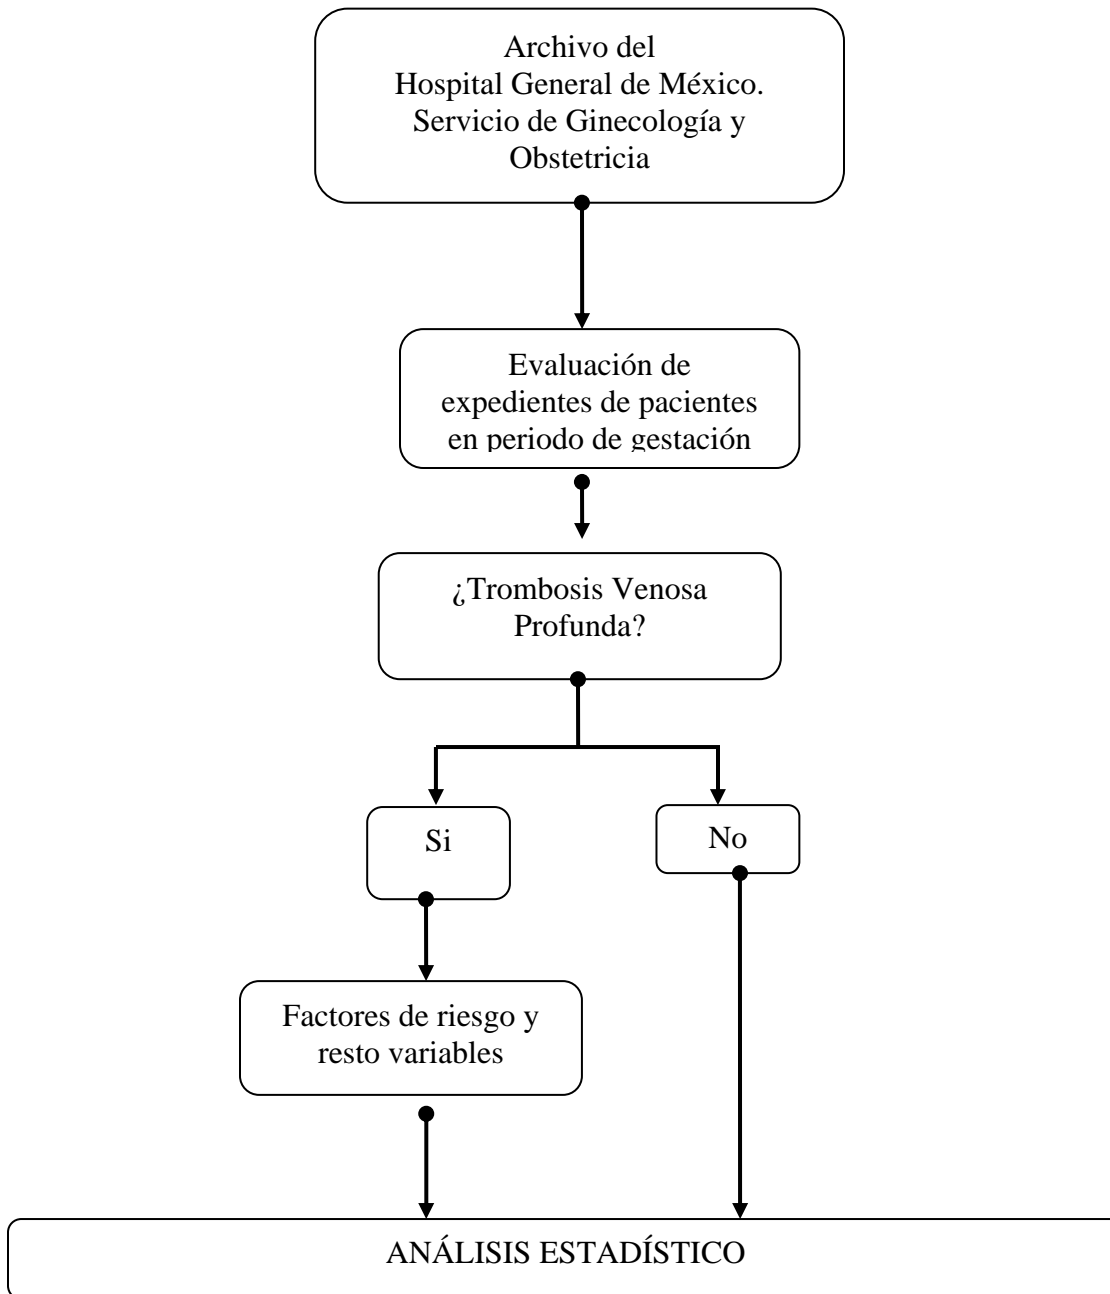 Archivo del
Hospital General de México.
Servicio de Ginecología y
Obstetricia
Evaluación de
expedientes de pacientes
en periodo de gestación
¿Trombosis Venosa
Profunda?
Si
No
Factores de riesgo y
resto variables
ANÁLISIS ESTADÍSTICO